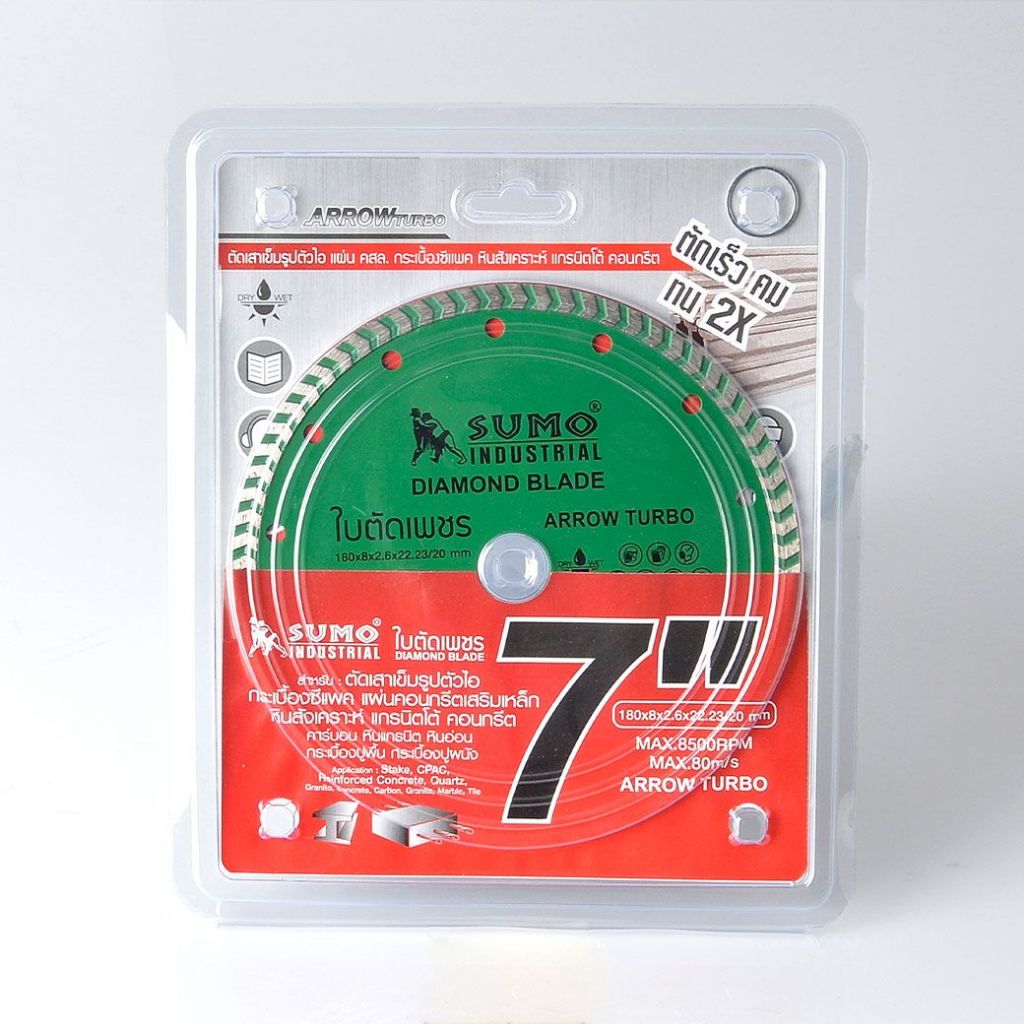 ARROW TURBO
ตัดเสาเข็มรูปตัวไอ แผ่น คสล. กระเบื้องซีแพค หินสังเคราะห์ แกรนิตโต้ คอนกรีต
ตัดเร็ว คม
ทน 2X
DRY WET
SUMO®
INDUSTRIAL
DIAMOND BLADE
ใบตัดเพชร ARROW TURBO
180x8x2.6x22.23/20 mm
DRY WET
SUMO®
INDUSTRIAL
ใบตัดเพชร
DIAMOND BLADE
7"
สำหรับ : ตัดเสาเข็มรูปตัวไอ
กระเบื้องซีแพค แผ่นคอนกรีตเสริมเหล็ก
หินสังเคราะห์ แกรนิตโต้ คอนกรีต
คาร์บอน หินแกรนิต หินอ่อน
กระเบื้องปูพื้น กระเบื้องปูผนัง
Application : Stake, CPAC,
Reinforced Concrete, Quartz,
Granito, Concrete, Carbon, Granite, Marble, Tile
180x8x2.6x22.23/20 mm
MAX.8500RPM
MAX.80m/s
ARROW TURBO